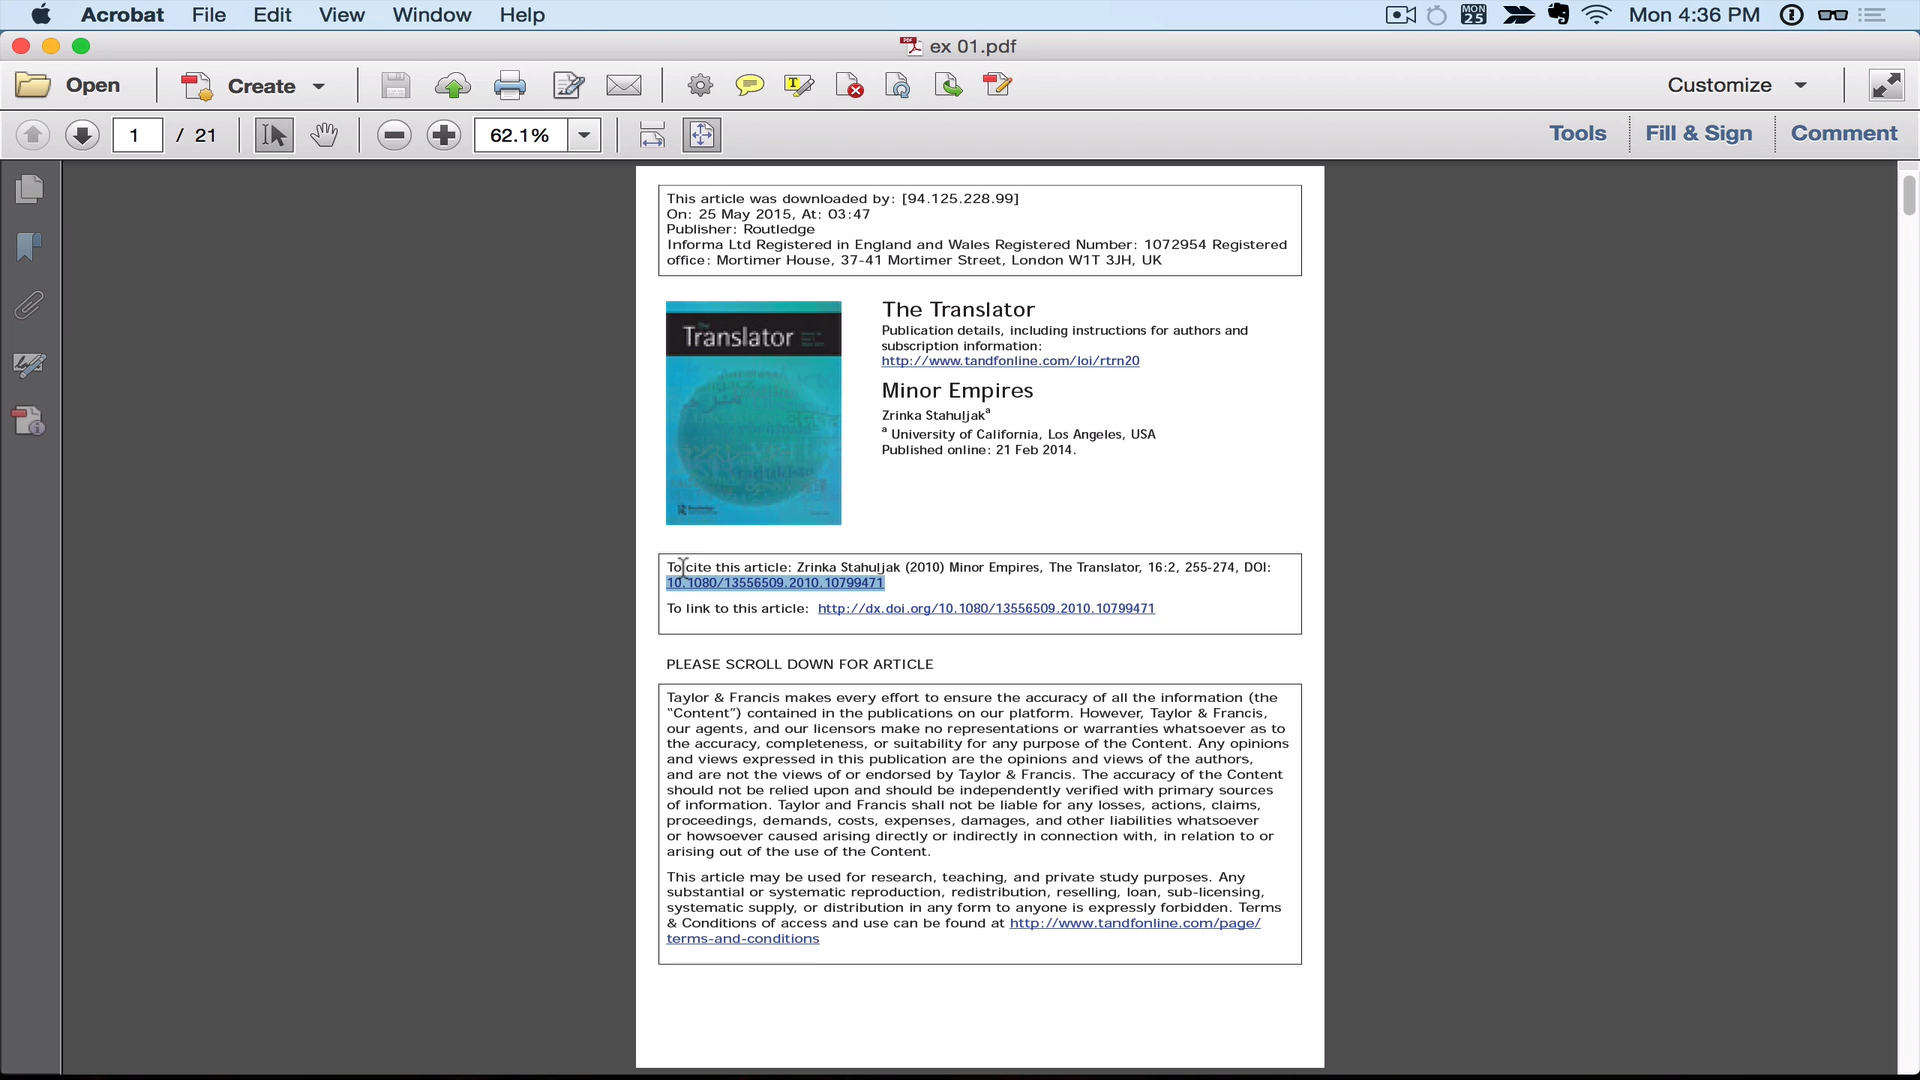 Acrobat File Edit View Window Help
MON 25
Mon 4:36 PM
ex 01.pdf
Open Create Customize
1 / 21 62.1% Tools Fill & Sign Comment
This article was downloaded by: [94.125.228.99]
On: 25 May 2015, At: 03:47
Publisher: Routledge
Informa Ltd Registered in England and Wales Registered Number: 1072954 Registered
office: Mortimer House, 37-41 Mortimer Street, London W1T 3JH, UK
The
Translator
The Translator
Publication details, including instructions for authors and
subscription information:
http://www.tandfonline.com/loi/rtrn20
Minor Empires
Zrinka Stahuljak^a
^a University of California, Los Angeles, USA
Published online: 21 Feb 2014.
To cite this article: Zrinka Stahuljak (2010) Minor Empires, The Translator, 16:2, 255-274, DOI:
10.1080/13556509.2010.10799471
To link to this article: http://dx.doi.org/10.1080/13556509.2010.10799471
PLEASE SCROLL DOWN FOR ARTICLE
Taylor & Francis makes every effort to ensure the accuracy of all the information (the
“Content”) contained in the publications on our platform. However, Taylor & Francis,
our agents, and our licensors make no representations or warranties whatsoever as to
the accuracy, completeness, or suitability for any purpose of the Content. Any opinions
and views expressed in this publication are the opinions and views of the authors,
and are not the views of or endorsed by Taylor & Francis. The accuracy of the Content
should not be relied upon and should be independently verified with primary sources
of information. Taylor and Francis shall not be liable for any losses, actions, claims,
proceedings, demands, costs, expenses, damages, and other liabilities whatsoever
or howsoever caused arising directly or indirectly in connection with, in relation to or
arising out of the use of the Content.
This article may be used for research, teaching, and private study purposes. Any
substantial or systematic reproduction, redistribution, reselling, loan, sub-licensing,
systematic supply, or distribution in any form to anyone is expressly forbidden. Terms
& Conditions of access and use can be found at http://www.tandfonline.com/page/
terms-and-conditions